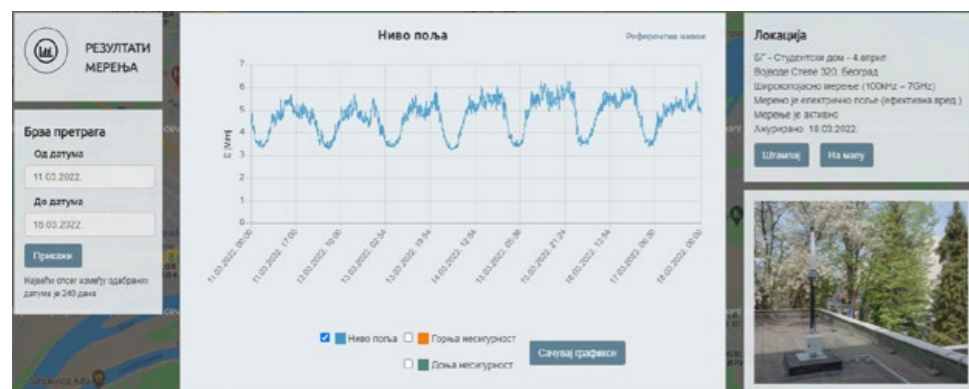 РЕЗУЛТАТИ
МЕРЕЊА
Брза претрага
Од датума
11.03.2022.
До датума
18.03.2022.
Прикажи
Највећи опсег између одабраних
датума је 240 дана
Ниво поља
Референтни нивои
E [V/m]
7
6
5
4
3
2
1
0
11.03.2022. 00:00
11.03.2022. 17:00
12.03.2022. 10:00
13.03.2022. 02:54
13.03.2022. 19:54
14.03.2022. 12:54
15.03.2022. 05:36
15.03.2022. 21:24
16.03.2022. 13:54
17.03.2022. 06:30
18.03.2022. 00:00
Ниво поља
Горња несигурност
Доња несигурност
Сачувај графикон
Локација
БГ - Студентски дом - 4.април
Војводе Степе 320, Београд
Широкопојасно мерење (100kHz – 7GHz)
Мерено је електрично поље (ефективна вред.)
Мерење је активно
Ажурирано: 18.03.2022.
Штампај
На мапу